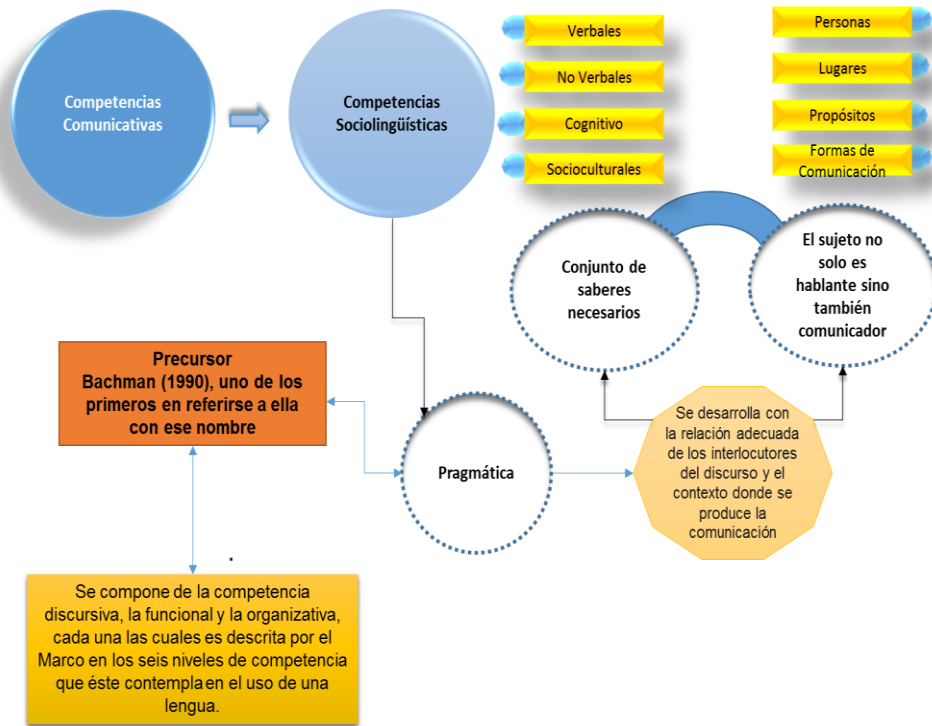 Competencias
Comunicativas
Competencias
Sociolingüísticas
Verbales
No Verbales
Cognitivo
Socioculturales
Personas
Lugares
Propósitos
Formas de
Comunicación
Conjunto de
saberes
necesarios
El sujeto no
solo es
hablante sino
también
comunicador
Precursor
Bachman (1990), uno de los
primeros en referirse a ella
con ese nombre
Pragmática
Se desarrolla con
la relación adecuada
de los interlocutores
del discurso y el
contexto donde se
produce la
comunicación
.
Se compone de la competencia
discursiva, la funcional y la organizativa,
cada una las cuales es descrita por el
Marco en los seis niveles de competencia
que éste contempla en el uso de una
lengua.